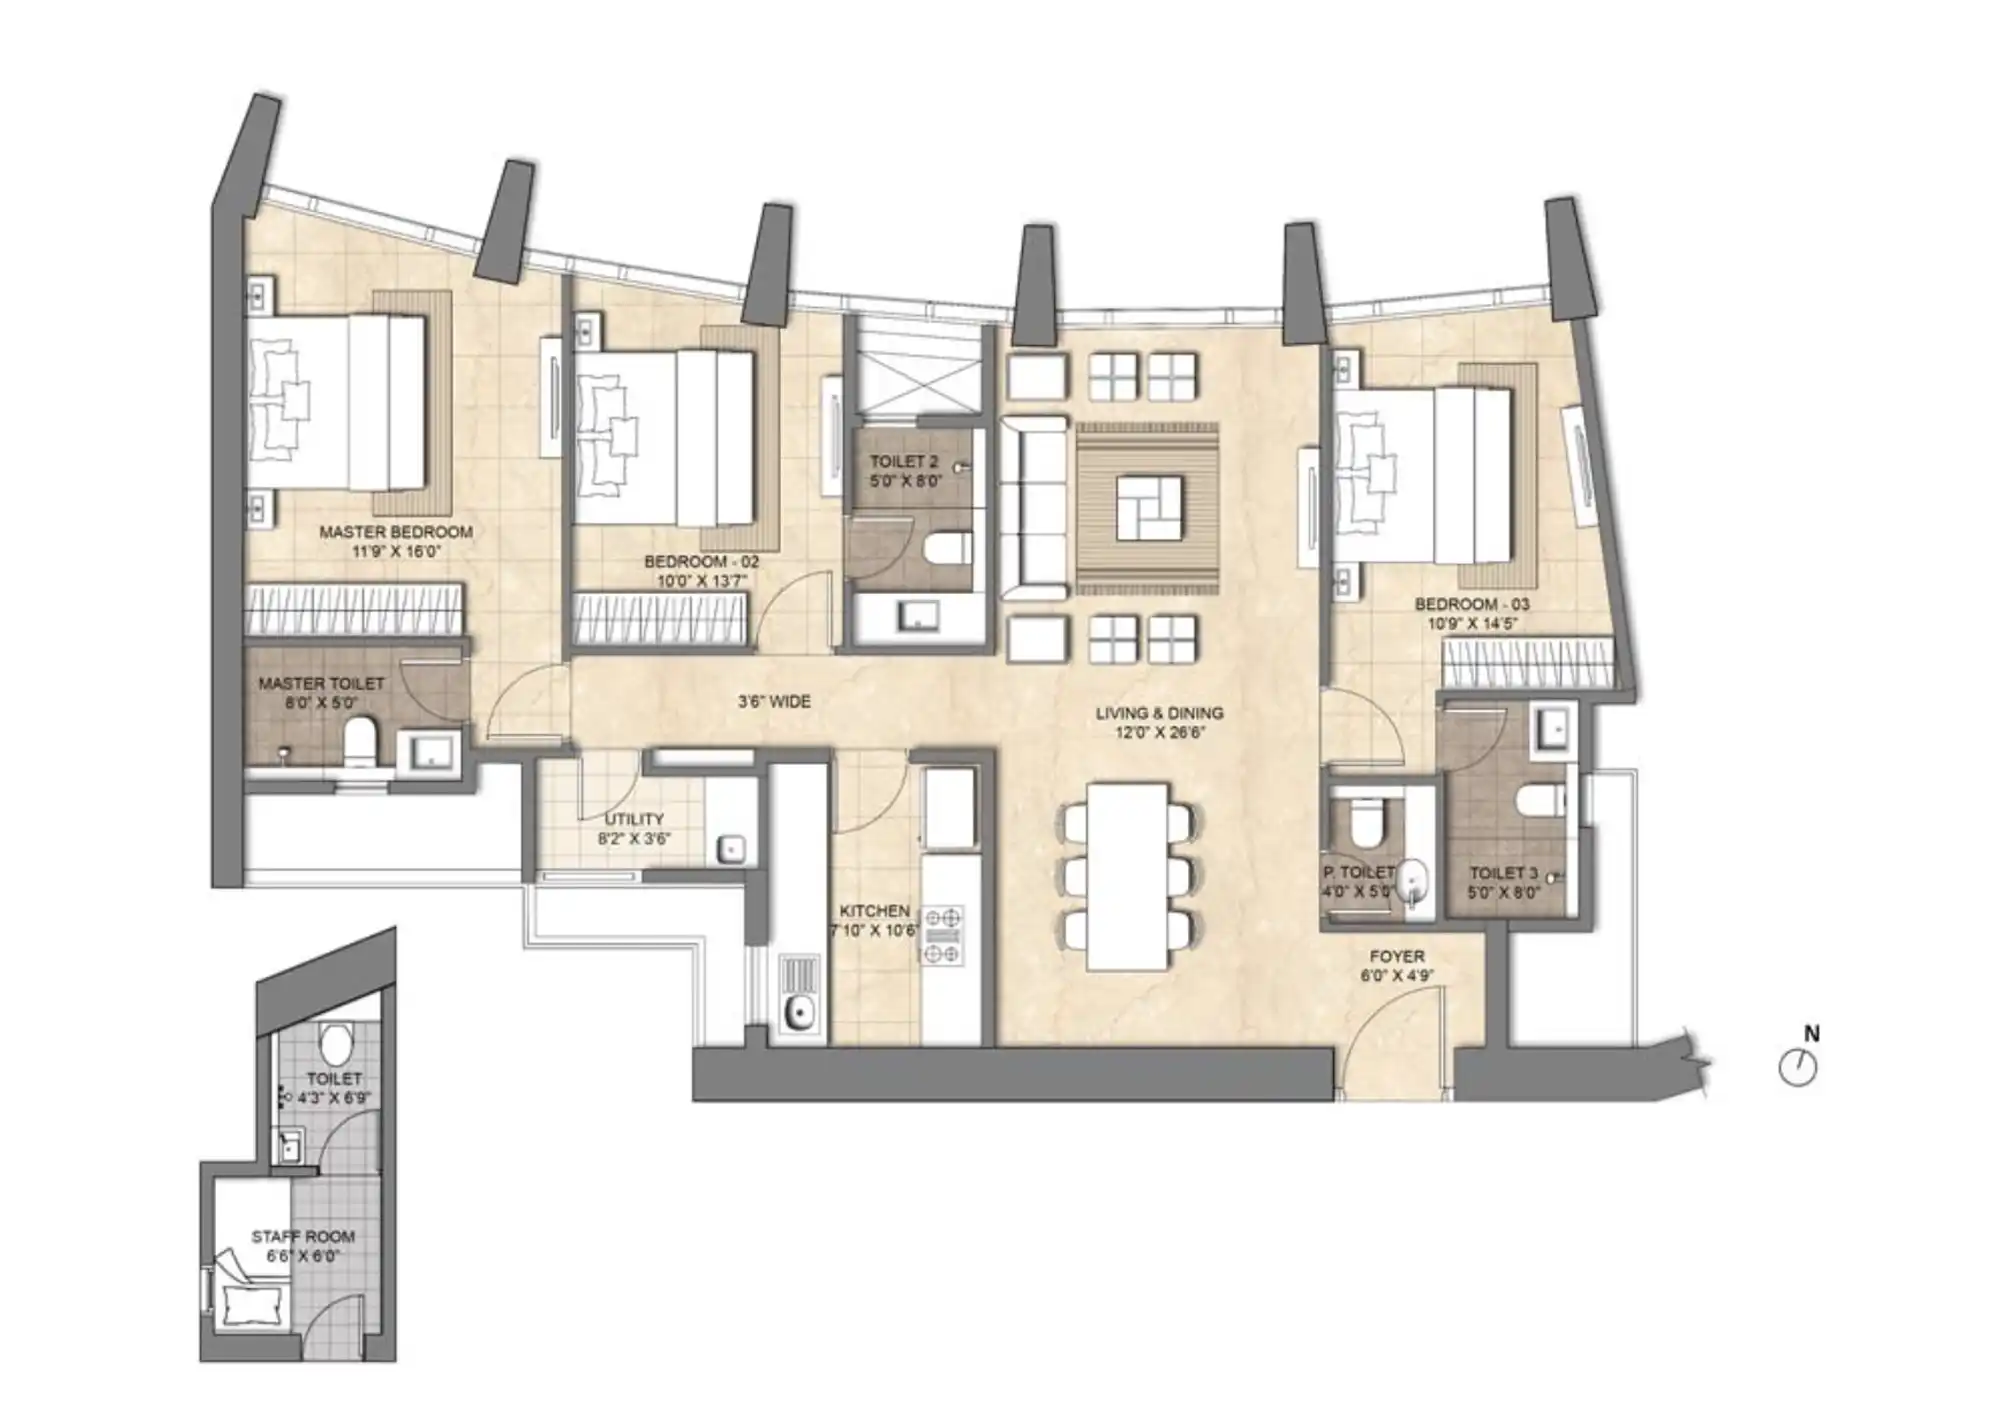 MASTER BEDROOM
11'9" X 16'0"
BEDROOM - 02
10'0" X 13'7"
TOILET 2
5'0" X 8'0"
BEDROOM - 03
10'9" X 14'5"
MASTER TOILET
8'0" X 5'0"
3'6" WIDE
LIVING & DINING
12'0" X 26'6"
UTILITY
8'2" X 3'6"
KITCHEN
7'10" X 10'6"
P. TOILET
4'0" X 5'0"
TOILET 3
5'0" X 8'0"
FOYER
6'0" X 4'9"
N
TOILET
4'3" X 6'9"
STAFF ROOM
6'6" X 6'0"